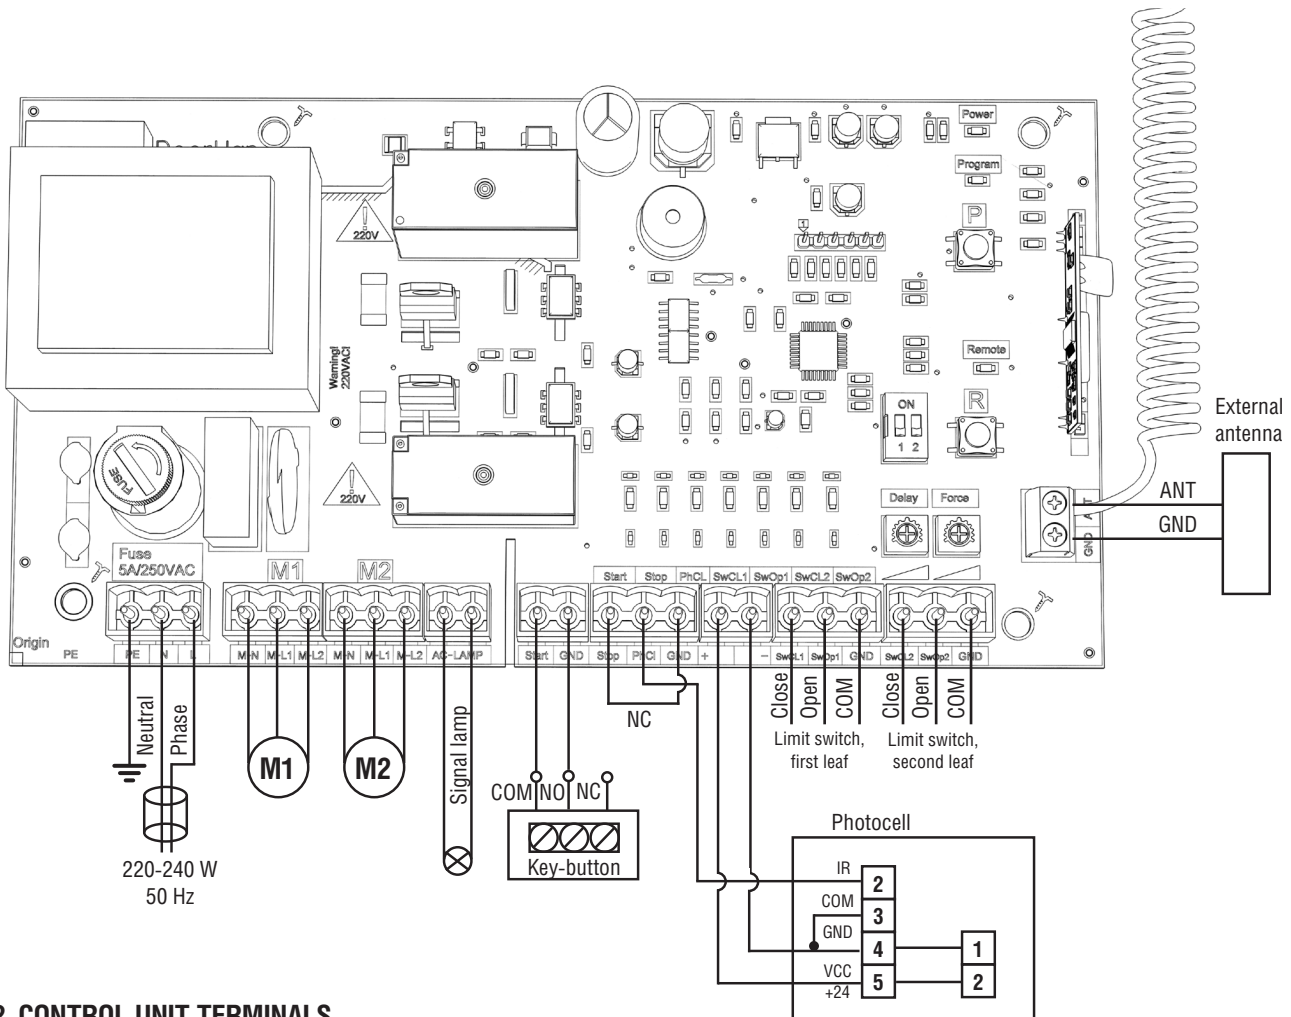 Power
Program
P
220V
1
Warning!
220VAC!
Remote
R
ON
1 2
FUSE
220V
Delay
Force
External
antenna
ANT
GND
ANT
GND
Fuse
5A/250VAC
M1
M2
Start Stop PhCL SwCL1 SwOp1 SwCL2 SwOp2
Origin
PE
PE N L
M-N M-L1 M-L2 M-N M-L1 M-L2 AC-LAMP
Start GND Stop PhCl GND + − SwCL1 SwOp1 GND SwCL2 SwOp2 GND
Neutral
Phase
M1
M2
Signal lamp
NC
Close
Open
COM
Limit switch,
first leaf
Close
Open
COM
Limit switch,
second leaf
COM NO NC
Key-button
220-240 W
50 Hz
Photocell
IR
2
COM
3
GND
4
1
VCC
+24
5
2
CONTROL UNIT TERMINALS